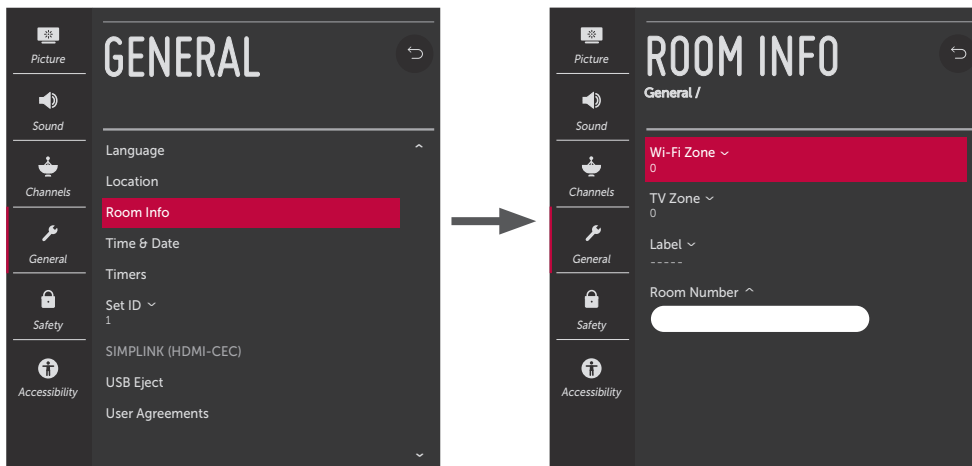 Picture
Sound
Channels
General
Safety
Accessibility
GENERAL
Language
Location
Room Info
Time & Date
Timers
Set ID
1
SIMPLINK (HDMI-CEC)
USB Eject
User Agreements
Picture
Sound
Channels
General
Safety
Accessibility
ROOM INFO
General /
Wi-Fi Zone
0
TV Zone
0
Label
-----
Room Number